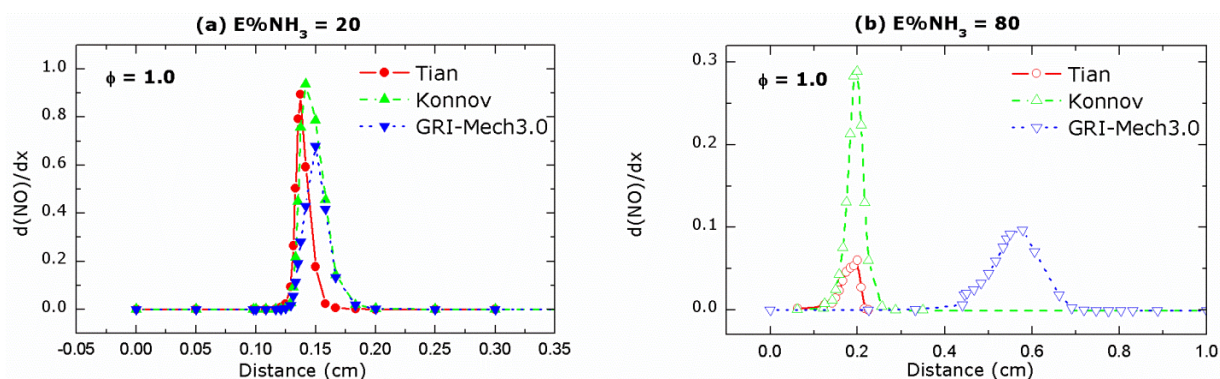 (a) E%NH₃ = 20
ϕ = 1.0
Tian
Konnov
GRI-Mech3.0
d(NO)/dx
1.0
0.8
0.6
0.4
0.2
0.0
-0.05 0.00 0.05 0.10 0.15 0.20 0.25 0.30 0.35
Distance (cm)
(b) E%NH₃ = 80
ϕ = 1.0
Tian
Konnov
GRI-Mech3.0
d(NO)/dx
0.3
0.2
0.1
0.0
0.0 0.2 0.4 0.6 0.8 1.0
Distance (cm)